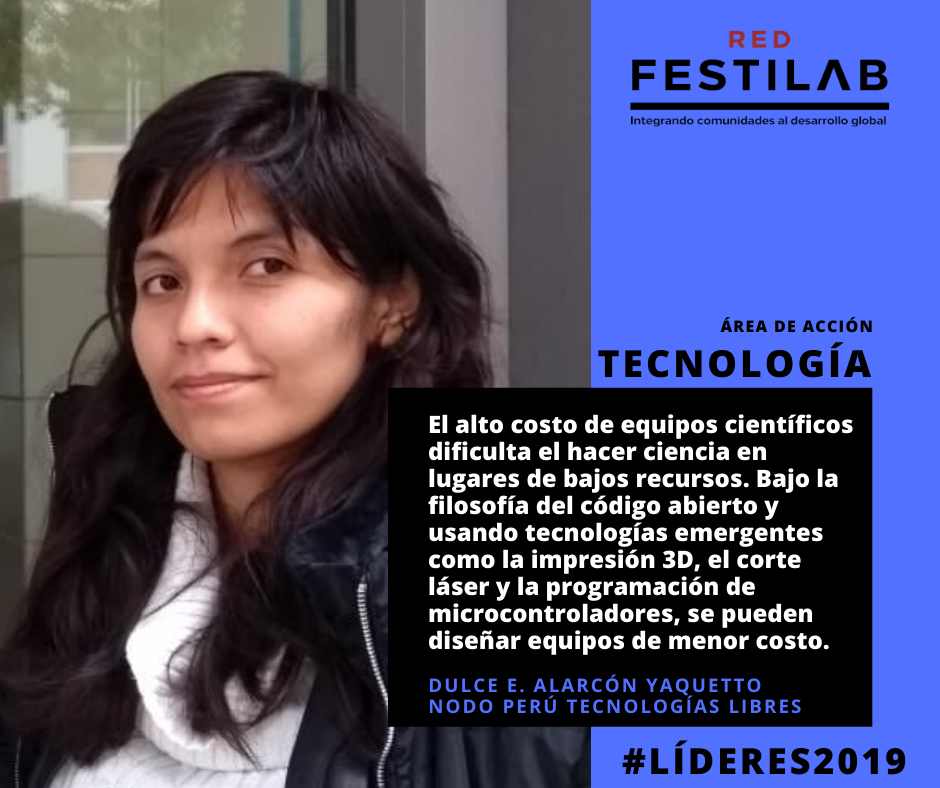 RED
FESTILAB
Integrando comunidades al desarrollo global
ÁREA DE ACCIÓN
TECNOLOGÍA
El alto costo de equipos científicos
dificulta el hacer ciencia en
lugares de bajos recursos. Bajo la
filosofía del código abierto y
usando tecnologías emergentes
como la impresión 3D, el corte
láser y la programación de
microcontroladores, se pueden
diseñar equipos de menor costo.
DULCE E. ALARCÓN YAQUETTO
NODO PERÚ TECNOLOGÍAS LIBRES
#LÍDERES2019